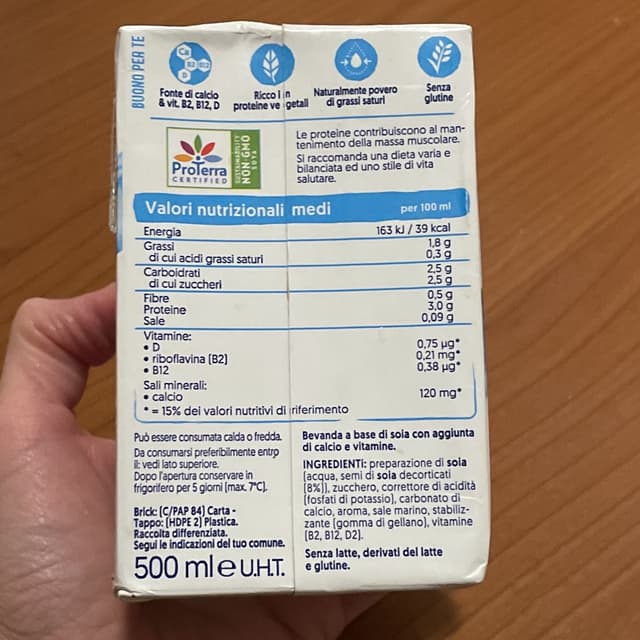 BUONO PER TE
Ca
B2
B12
D
Fonte di calcio
& vit. B2, B12, D
Ricco in
proteine vegetali
Naturalmente povero
di grassi saturi
Senza
glutine
ProTerra
CERTIFIED
SUSTAINABILITY
NON-GMO
SOYA
Le proteine contribuiscono al man-
tenimento della massa muscolare.
Si raccomanda una dieta varia e
bilanciata ed uno stile di vita
salutare.
Valori nutrizionali medi per 100 ml
Energia 163 kJ / 39 kcal
Grassi 1,8 g
di cui acidi grassi saturi 0,3 g
Carboidrati 2,5 g
di cui zuccheri 2,5 g
Fibre 0,5 g
Proteine 3,0 g
Sale 0,09 g
Vitamine:
• D 0,75 µg*
• riboflavina (B2) 0,21 mg*
• B12 0,38 µg*
Sali minerali:
• calcio 120 mg*
* = 15% dei valori nutritivi di riferimento
Può essere consumata calda o fredda.
Da consumarsi preferibilmente entro
il: vedi lato superiore.
Dopo l'apertura conservare in
frigorifero per 5 giorni (max. 7°C).
Brick: (C/PAP 84) Carta -
Tappo: (HDPE 2) Plastica.
Raccolta differenziata.
Segui le indicazioni del tuo comune.
500 ml e U.H.T.
Bevanda a base di soia con aggiunta
di calcio e vitamine.
INGREDIENTI: preparazione di soia
(acqua, semi di soia decorticati
(8%)), zucchero, correttore di acidità
(fosfati di potassio), carbonato di
calcio, aroma, sale marino, stabiliz-
zante (gomma di gellano), vitamine
(B2, B12, D2).
Senza latte, derivati del latte
e glutine.